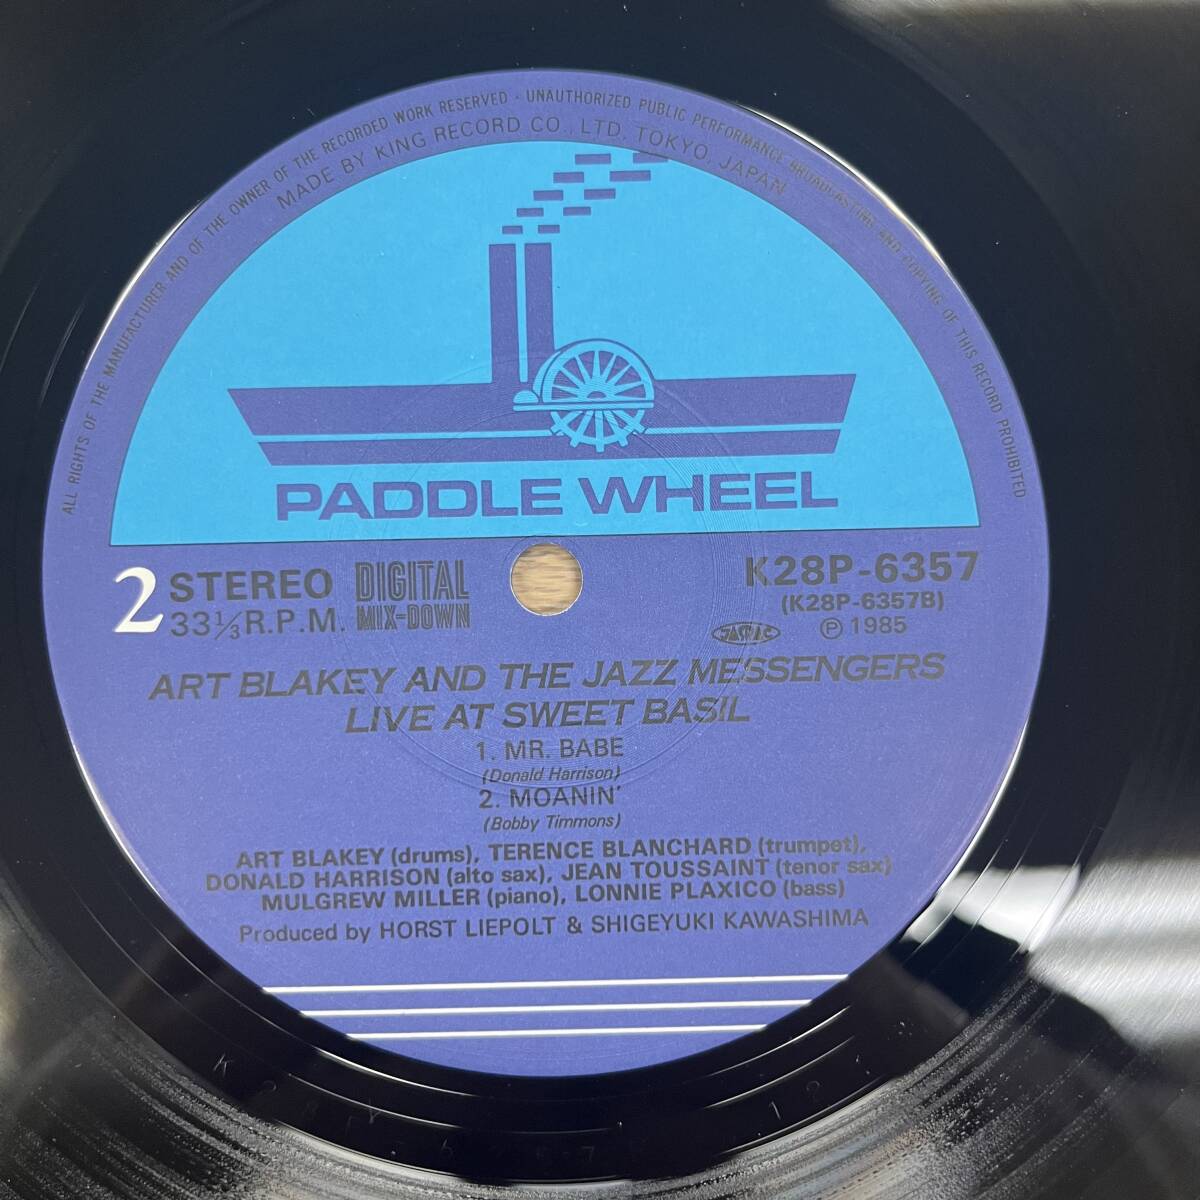 ALL RIGHTS OF THE MANUFACTURER AND OF THE OWNER OF THE RECORDED WORK RESERVED · UNAUTHORIZED PUBLIC PERFORMANCE BROADCASTING AND COPYING OF THIS RECORD PROHIBITED
MADE BY KING RECORD CO., LTD. TOKYO, JAPAN
PADDLE WHEEL
2 STEREO DIGITAL K28P-6357
33⅓ R.P.M. MIX-DOWN (K28P-6357B)
℗ 1985
ART BLAKEY AND THE JAZZ MESSENGERS
LIVE AT SWEET BASIL
1. MR. BABE
(Donald Harrison)
2. MOANIN'
(Bobby Timmons)
ART BLAKEY (drums), TERENCE BLANCHARD (trumpet),
DONALD HARRISON (alto sax), JEAN TOUSSAINT (tenor sax)
MULGREW MILLER (piano), LONNIE PLAXICO (bass)
Produced by HORST LIEPOLT & SHIGEYUKI KAWASHIMA